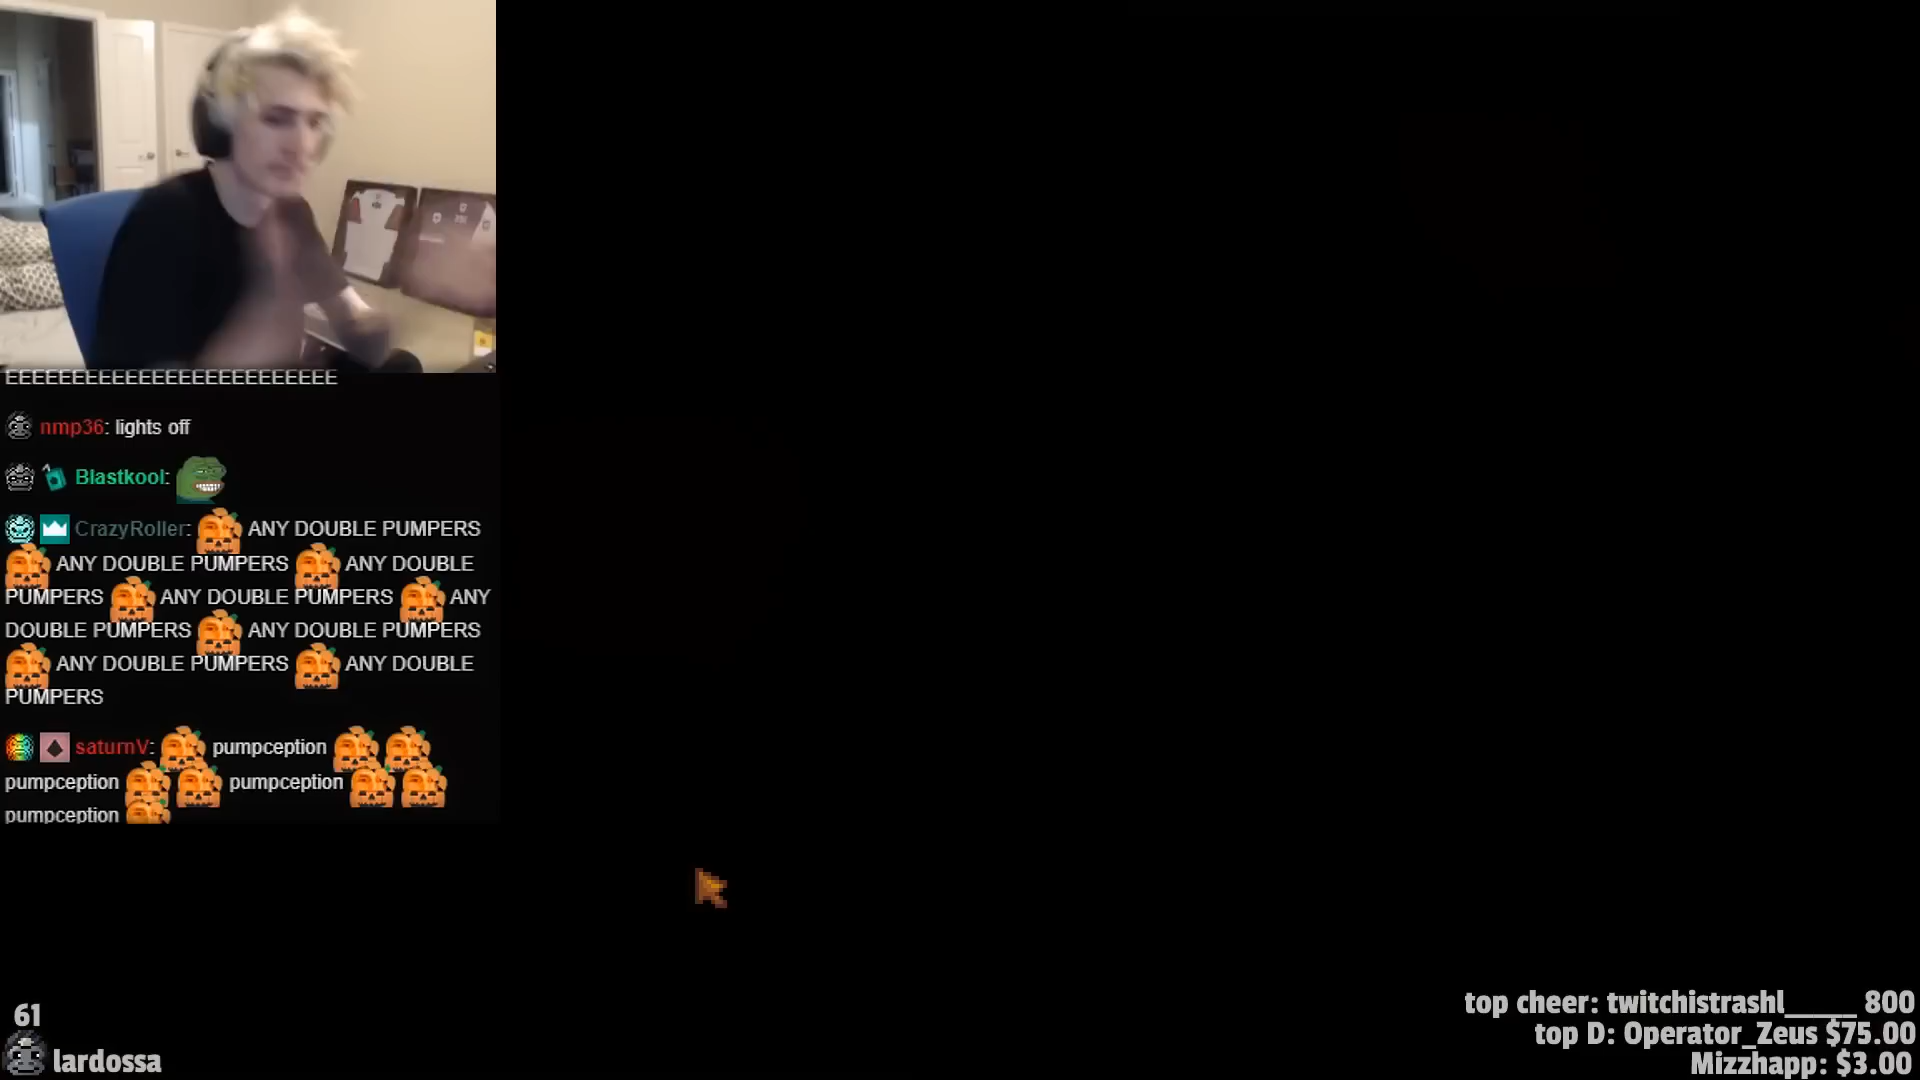 EEEEEEEEEEEEEEEEEEEEEEEEE
nmp36: lights off
Blastkool:
CrazyRoller: ANY DOUBLE PUMPERS
ANY DOUBLE PUMPERS ANY DOUBLE
PUMPERS ANY DOUBLE PUMPERS ANY
DOUBLE PUMPERS ANY DOUBLE PUMPERS
ANY DOUBLE PUMPERS ANY DOUBLE
PUMPERS
saturnV: pumpception
pumpception pumpception
pumpception
61
lardossa
top cheer: twitchistrashl_____ 800
top D: Operator_Zeus $75.00
Mizzhapp: $3.00